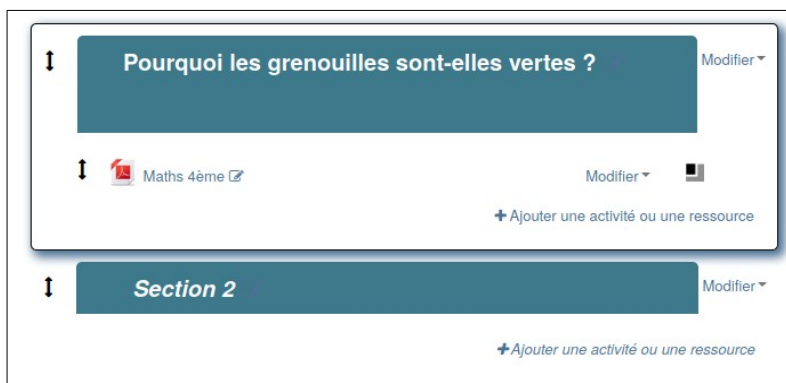 Pourquoi les grenouilles sont-elles vertes ?
Modifier
Maths 4ème
Modifier
+ Ajouter une activité ou une ressource
Section 2
Modifier
+ Ajouter une activité ou une ressource